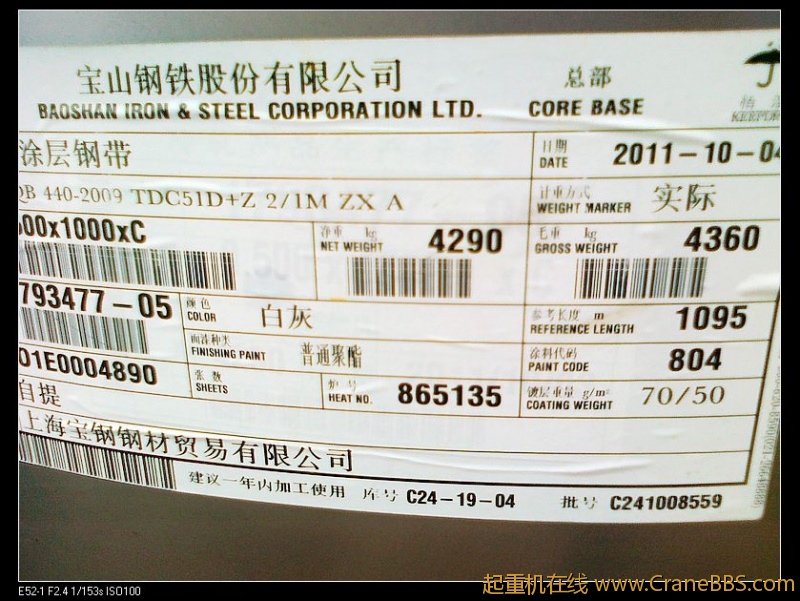 宝山钢铁股份有限公司 总部
BAOSHAN IRON & STEEL CORPORATION LTD. CORE BASE
KEEPDR
涂层钢带 日期 DATE 2011-10-04
QB 440-2009 TDC51D+Z 2/1M ZX A 计重方式 WEIGHT MARKER 实际
00x1000xC 净重 kg NET WEIGHT 4290 毛重 kg GROSS WEIGHT 4360
793477-05 颜色 COLOR 白灰 参考长度 m REFERENCE LENGTH 1095
面漆种类 FINISHING PAINT 普通聚酯 涂料代码 PAINT CODE 804
01E0004890 张数 SHEETS 炉号 HEAT NO. 865135 镀层重量 g/m² COATING WEIGHT 70/50
自提
上海宝钢钢材贸易有限公司
建议一年内加工使用 库号 C24-19-04 批号 C241008559
E52-1 F2.4 1/153s ISO100
起重机在线 www.CraneBBS.com